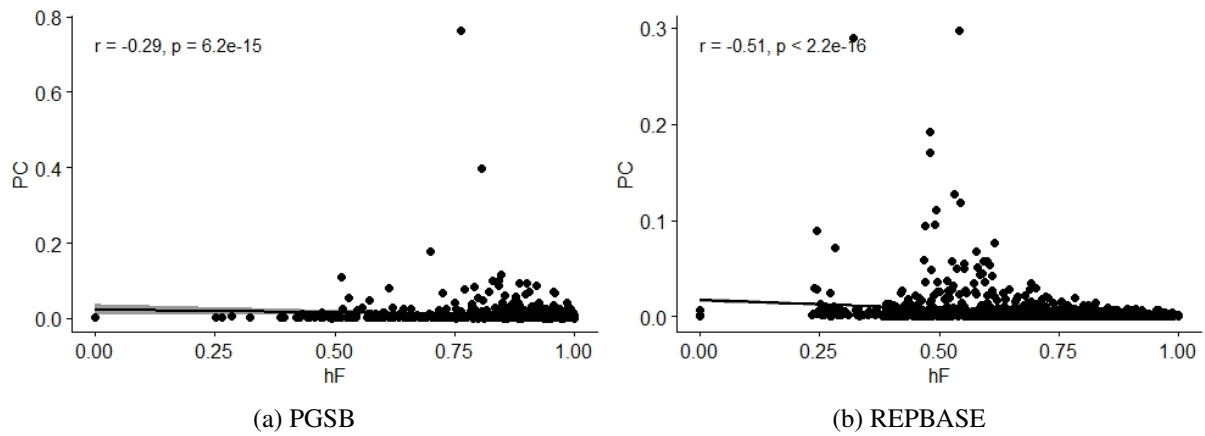 r = -0.29, p = 6.2e-15
PC
0.8
0.6
0.4
0.2
0.0
0.00 0.25 0.50 0.75 1.00
hF
(a) PGSB
r = -0.51, p < 2.2e-16
PC
0.3
0.2
0.1
0.0
0.00 0.25 0.50 0.75 1.00
hF
(b) REPBASE